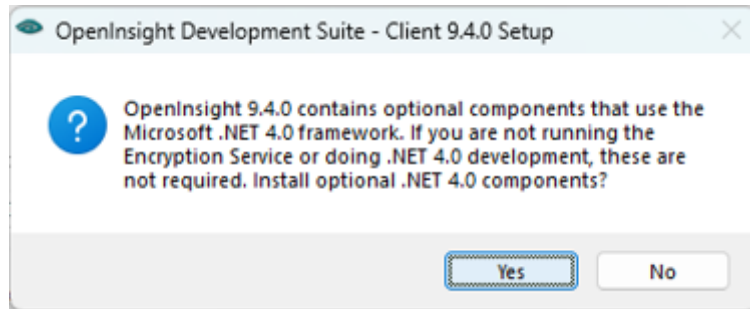 OpenInsight Development Suite - Client 9.4.0 Setup
OpenInsight 9.4.0 contains optional components that use the
Microsoft .NET 4.0 framework. If you are not running the
Encryption Service or doing .NET 4.0 development, these are
not required. Install optional .NET 4.0 components?
Yes No